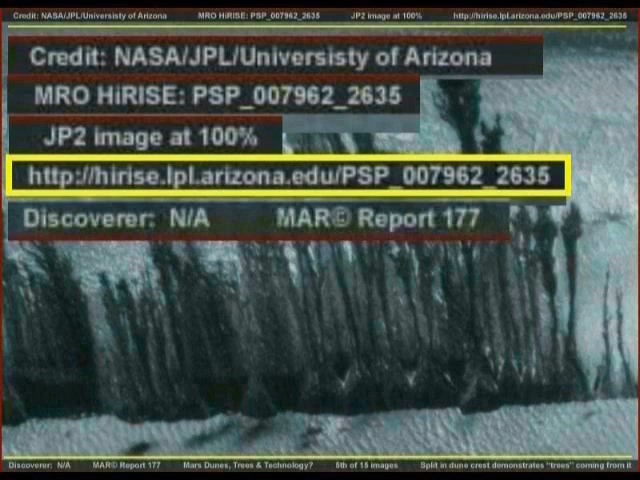 Credit: NASA/JPL/Universisty of Arizona MRO HiRISE: PSP_007962_2635 JP2 image at 100% http://hirise.lpl.arizona.edu/PSP_007962_2635
Credit: NASA/JPL/Universisty of Arizona
MRO HiRISE: PSP_007962_2635
JP2 image at 100%
http://hirise.lpl.arizona.edu/PSP_007962_2635
Discoverer: N/A MAR© Report 177
Discoverer: N/A MAR© Report 177 Mars Dunes, Trees & Technology? 5th of 15 images Split in dune crest demonstrates "trees" coming from it